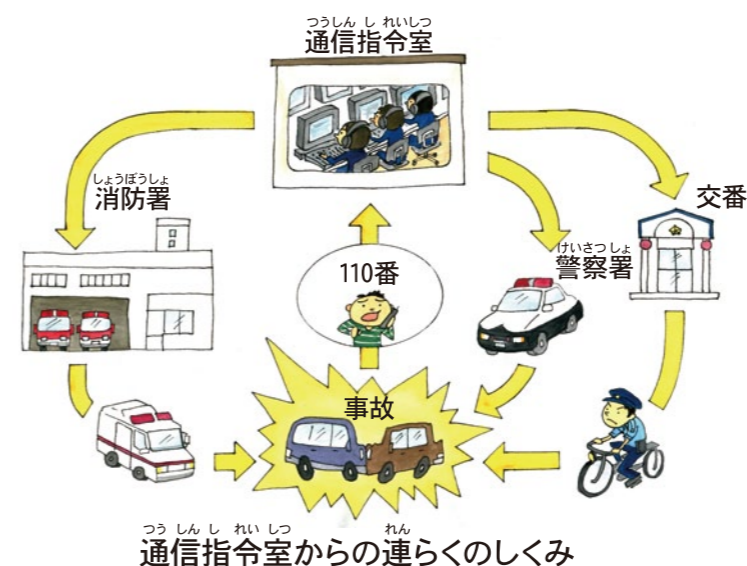 つうしんしれいしつ
通信指令室
しょうぼうしょ
消防署
交番
けいさつしょ
警察署
110番
事故
つうしんしれいしつ れん
通信指令室からの連らくのしくみ